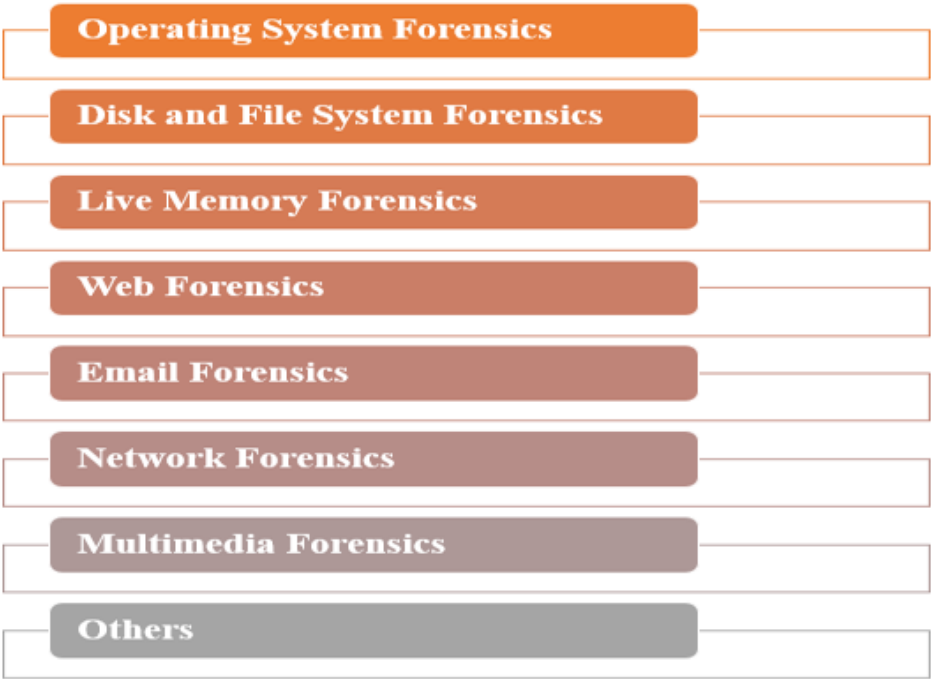 Operating System Forensics
Disk and File System Forensics
Live Memory Forensics
Web Forensics
Email Forensics
Network Forensics
Multimedia Forensics
Others